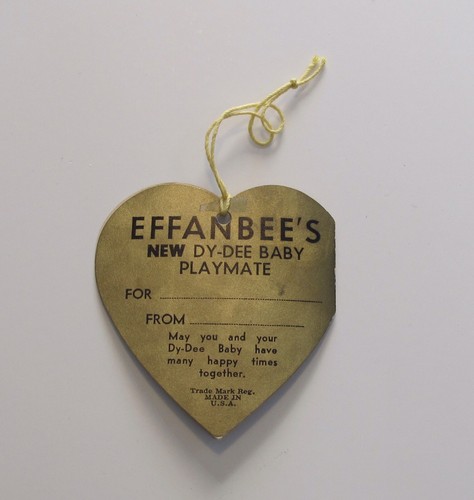 EFFANBEE'S
NEW DY-DEE BABY
PLAYMATE
FOR
FROM
May you and your
Dy-Dee Baby have
many happy times
together.
Trade Mark Reg.
MADE IN
U.S.A.